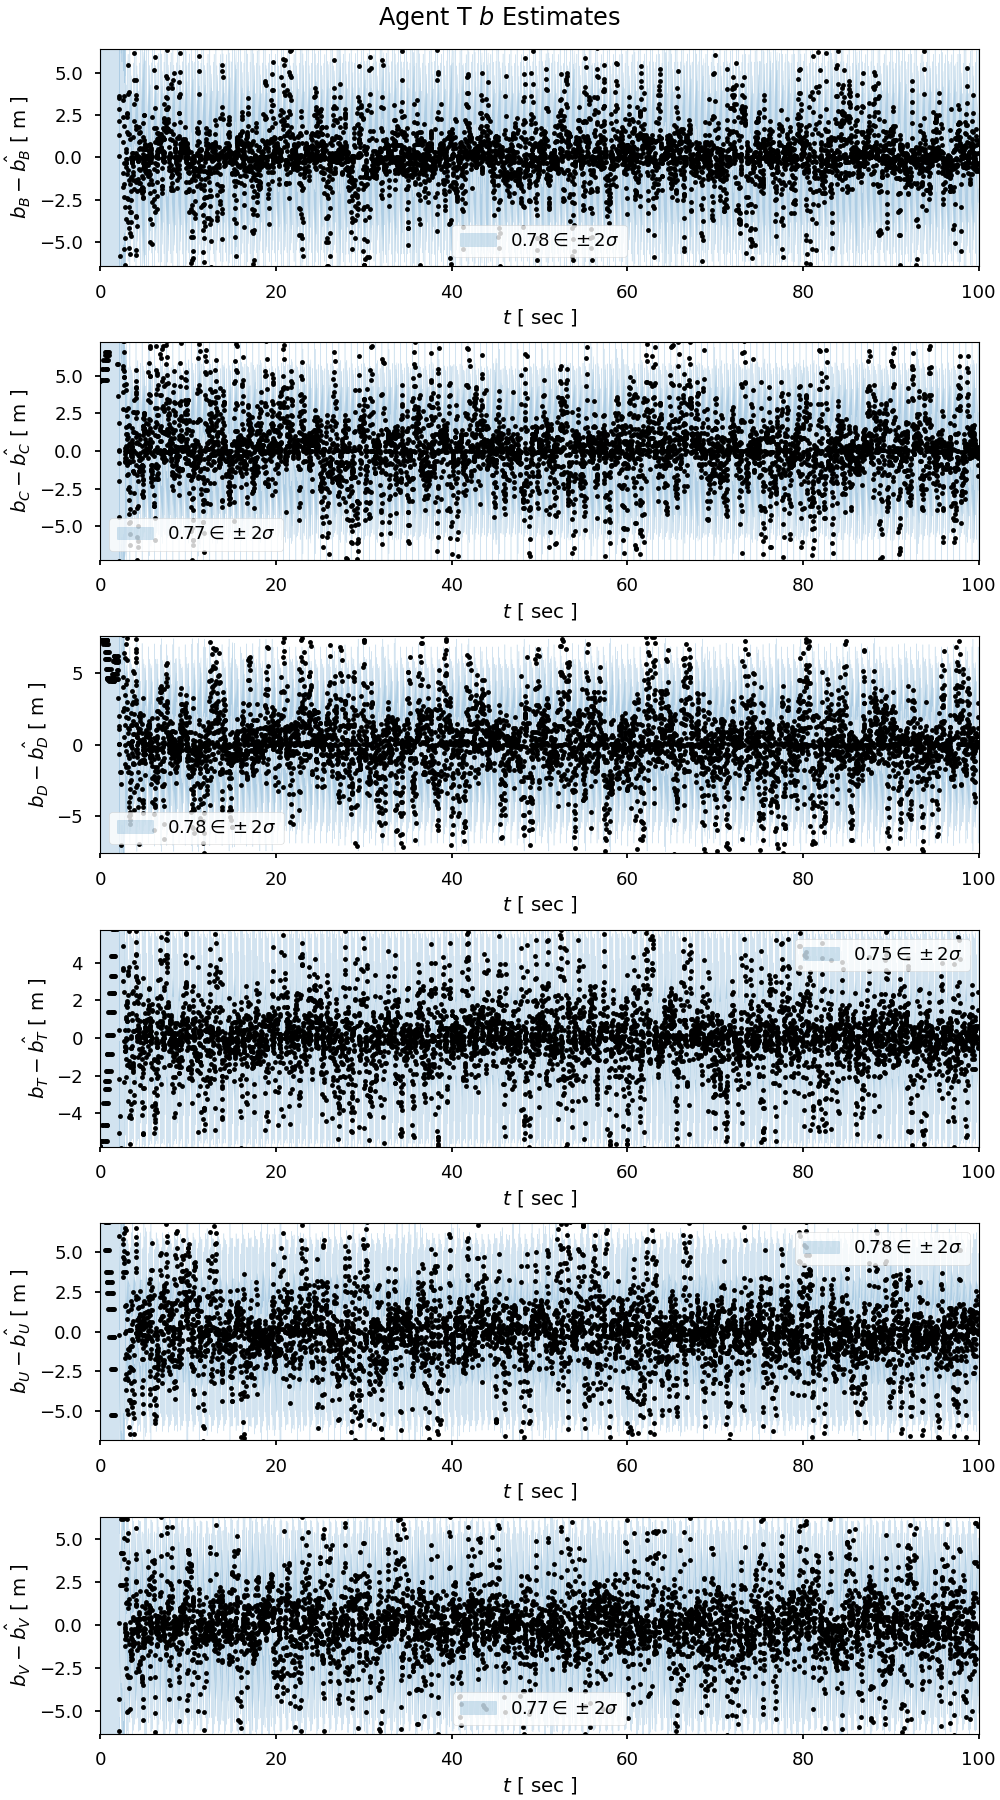 Agent T b Estimates
b_B − b̂_B [ m ]
5.0
2.5
0.0
−2.5
−5.0
0.78 ∈ ±2σ
0 20 40 60 80 100
t [ sec ]
b_C − b̂_C [ m ]
5.0
2.5
0.0
−2.5
−5.0
0.77 ∈ ±2σ
0 20 40 60 80 100
t [ sec ]
b_D − b̂_D [ m ]
5
0
−5
0.78 ∈ ±2σ
0 20 40 60 80 100
t [ sec ]
b_T − b̂_T [ m ]
4
2
0
−2
−4
0.75 ∈ ±2σ
0 20 40 60 80 100
t [ sec ]
b_U − b̂_U [ m ]
5.0
2.5
0.0
−2.5
−5.0
0.78 ∈ ±2σ
0 20 40 60 80 100
t [ sec ]
b_V − b̂_V [ m ]
5.0
2.5
0.0
−2.5
−5.0
0.77 ∈ ±2σ
0 20 40 60 80 100
t [ sec ]